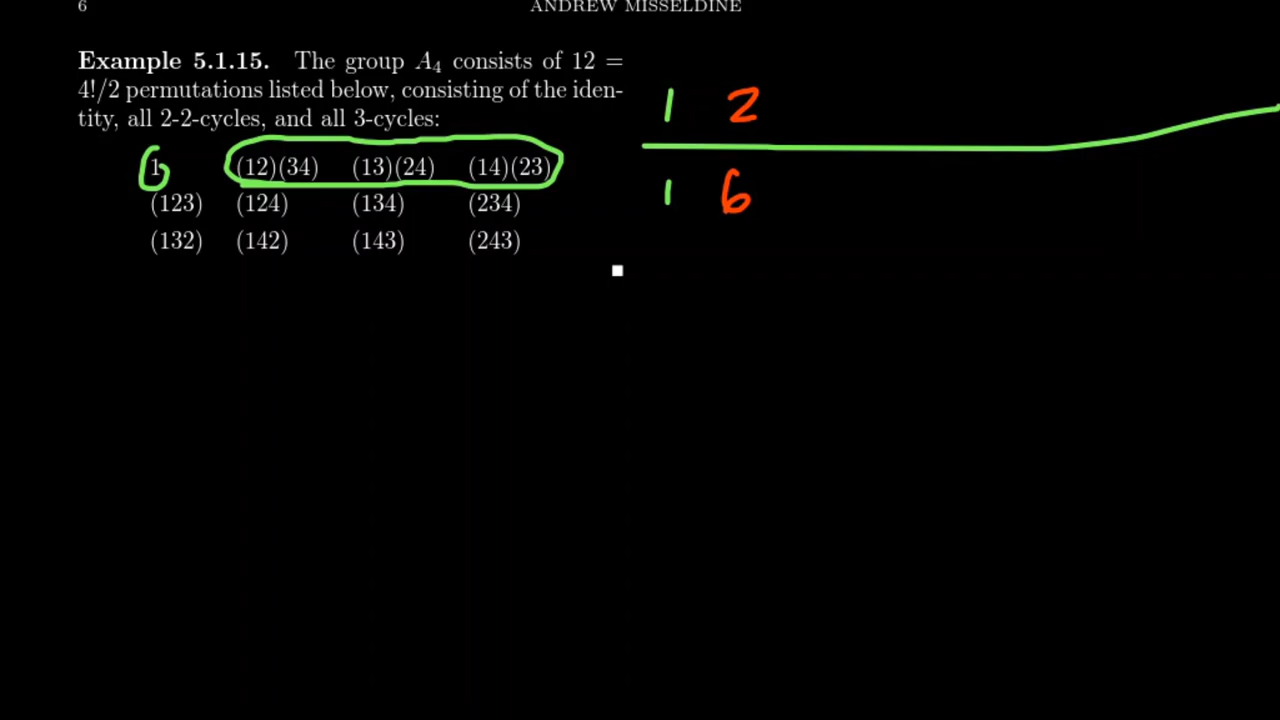 6 ANDREW MISSELDINE
Example 5.1.15. The group A₄ consists of 12 =
4!/2 permutations listed below, consisting of the iden-
tity, all 2-2-cycles, and all 3-cycles:
1 (12)(34) (13)(24) (14)(23)
(123) (124) (134) (234)
(132) (142) (143) (243)
1 2
1 6